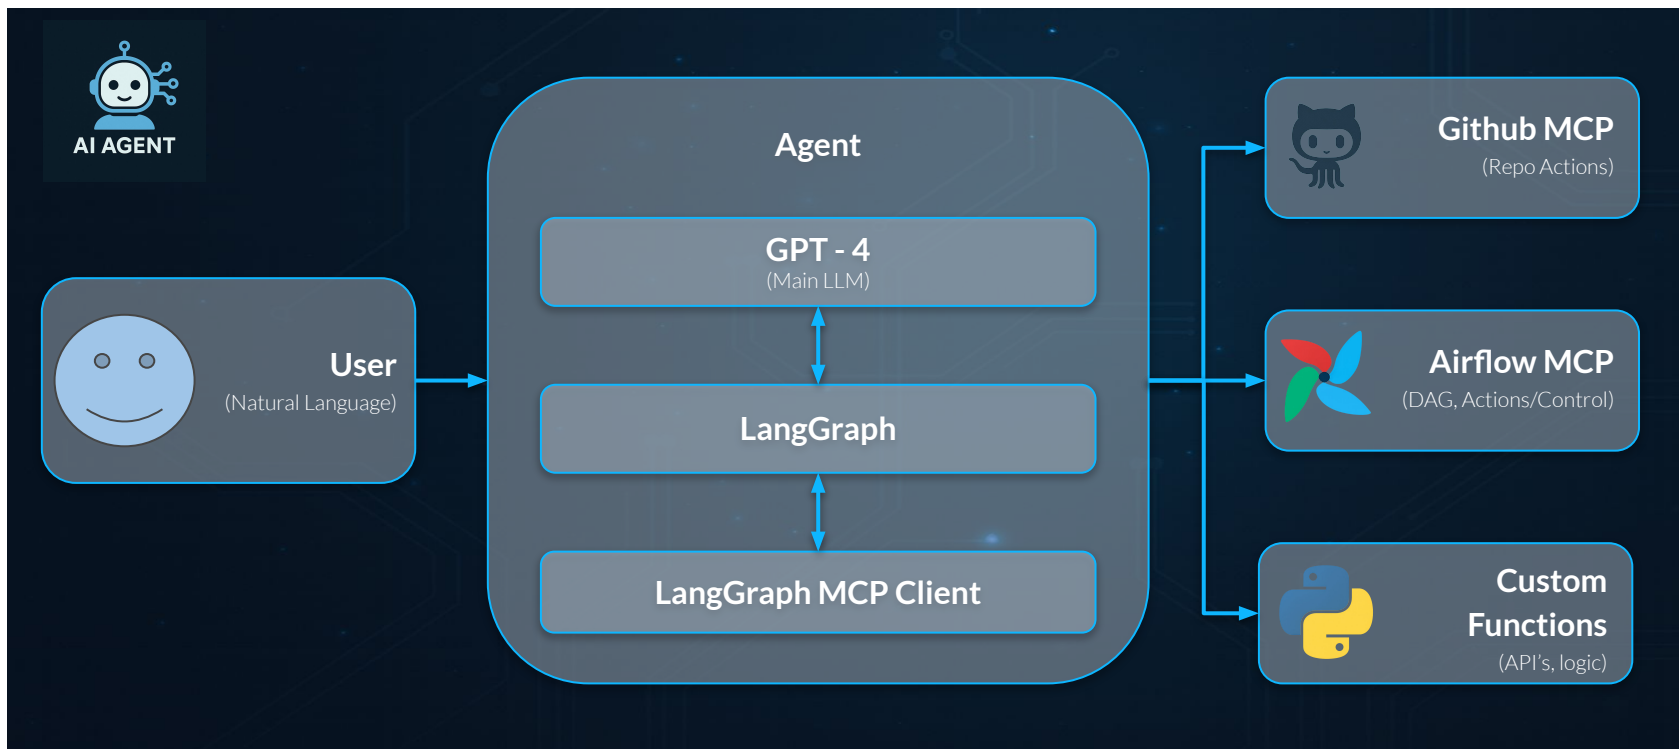 AI AGENT
User
(Natural Language)
Agent
GPT - 4
(Main LLM)
LangGraph
LangGraph MCP Client
Github MCP
(Repo Actions)
Airflow MCP
(DAG, Actions/Control)
Custom
Functions
(API's, logic)